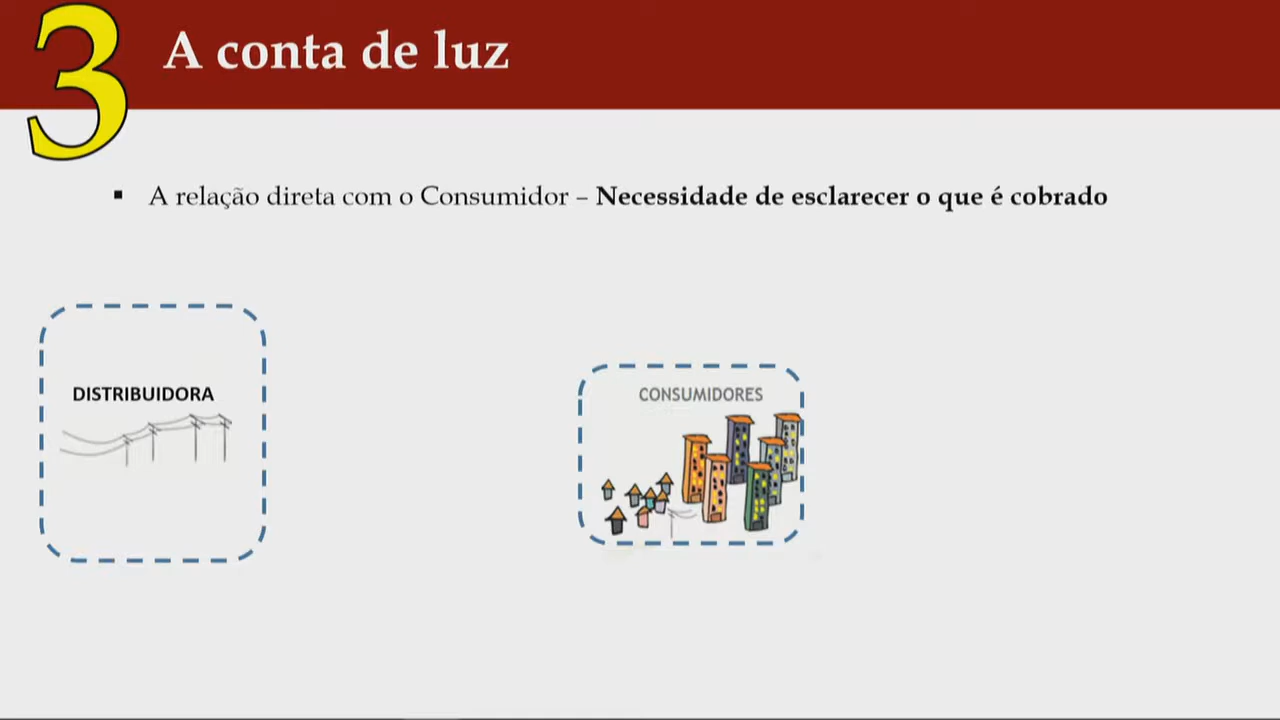 3
A conta de luz
▪ A relação direta com o Consumidor – Necessidade de esclarecer o que é cobrado
DISTRIBUIDORA
CONSUMIDORES